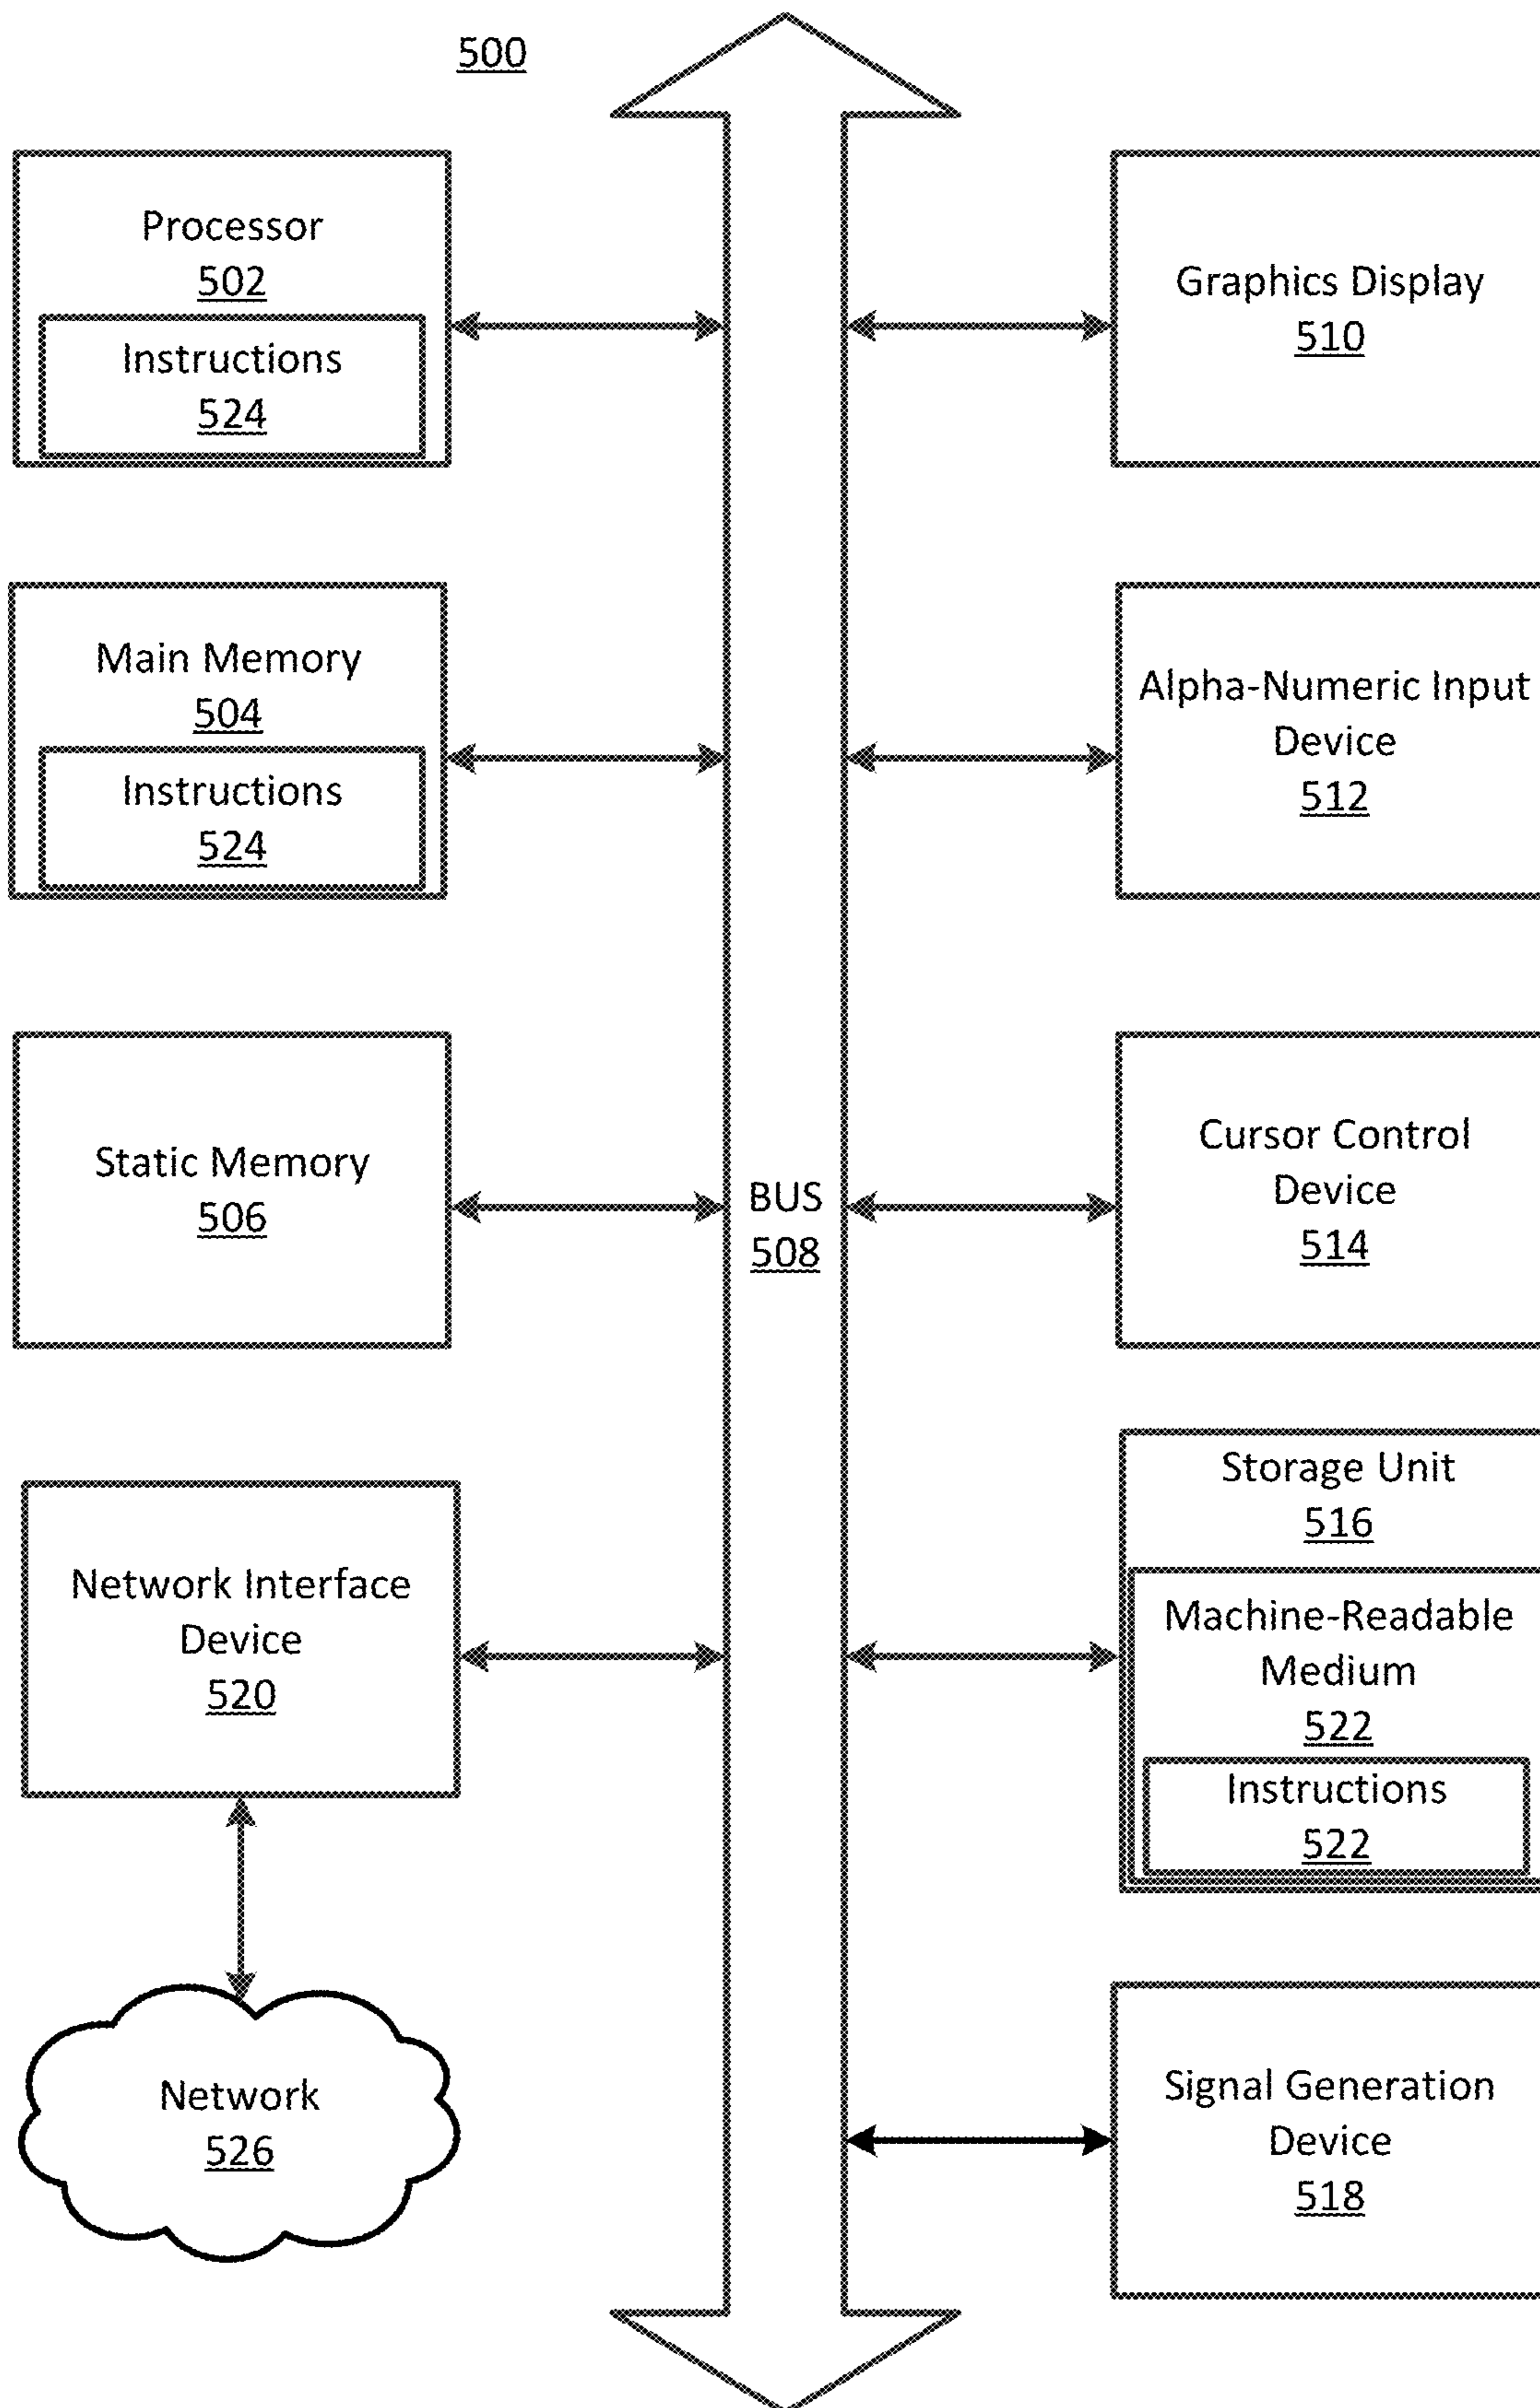 500
Processor
502
Instructions
524
Main Memory
504
Instructions
524
Static Memory
506
Network Interface
Device
520
Network
526
BUS
508
Graphics Display
510
Alpha-Numeric Input
Device
512
Cursor Control
Device
514
Storage Unit
516
Machine-Readable
Medium
522
Instructions
522
Signal Generation
Device
518